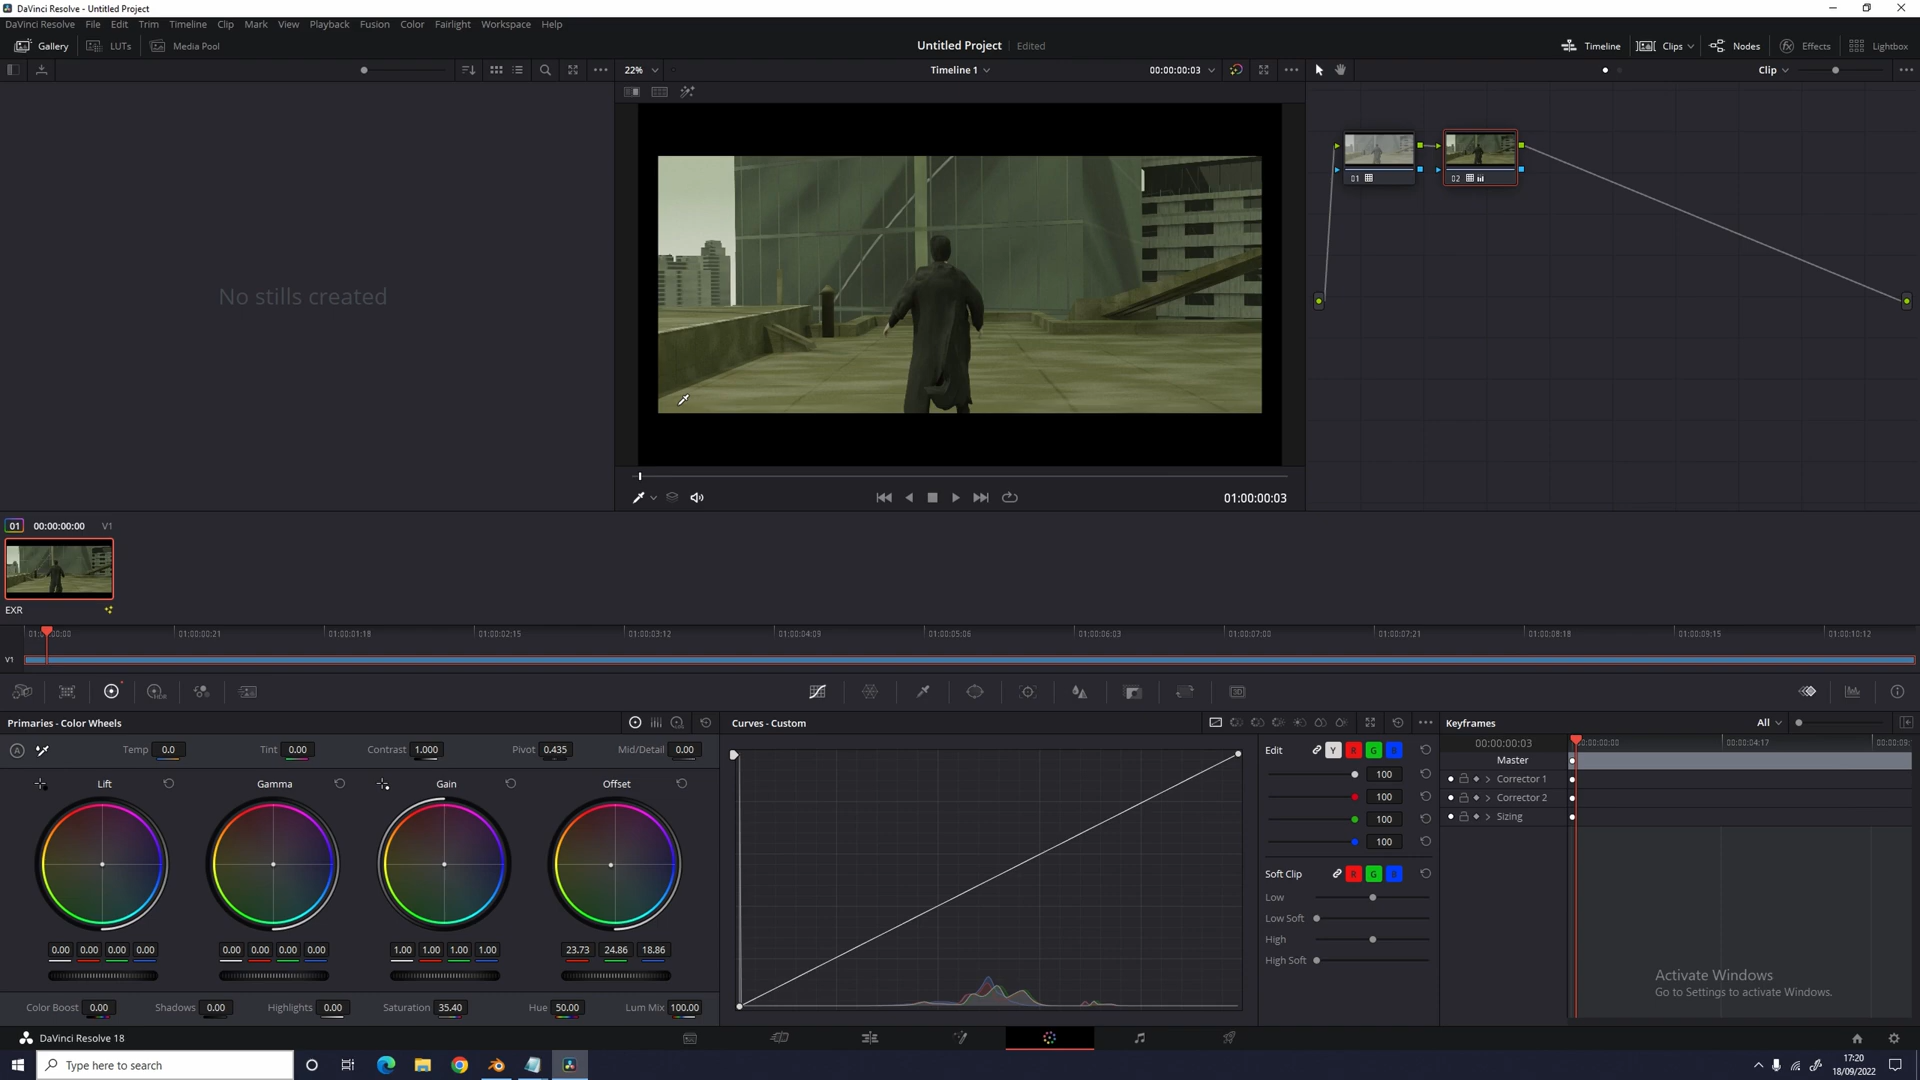 DaVinci Resolve - Untitled Project
DaVinci Resolve File Edit Trim Timeline Clip Mark View Playback Fusion Color Fairlight Workspace Help
Gallery LUTs Media Pool Untitled Project Edited Timeline Clips Nodes Effects Lightbox
22% Timeline 1 00:00:00:03 Clip
No stills created
01 02
01:00:00:03
01 00:00:00:00 V1
EXR
01:00:00:21 01:00:01:18 01:00:02:15 01:00:03:12 01:00:04:09 01:00:05:06 01:00:06:03 01:00:07:00 01:00:07:21 01:00:08:18 01:00:09:15 01:00:10:12
V1
Primaries - Color Wheels Curves - Custom Keyframes All
A Temp 0.0 Tint 0.00 Contrast 1.000 Pivot 0.435 Mid/Detail 0.00
Lift Gamma Gain Offset
0.00 0.00 0.00 0.00 0.00 0.00 0.00 0.00 1.00 1.00 1.00 1.00 23.73 24.86 18.86
Color Boost 0.00 Shadows 0.00 Highlights 0.00 Saturation 35.40 Hue 50.00 Lum Mix 100.00
Edit Y R G B
100
100
100
100
Soft Clip R G B
Low
Low Soft
High
High Soft
00:00:00:03 00:04:17
Master
Corrector 1
Corrector 2
Sizing
Activate Windows
Go to Settings to activate Windows.
DaVinci Resolve 18
Type here to search
17:20
18/09/2022